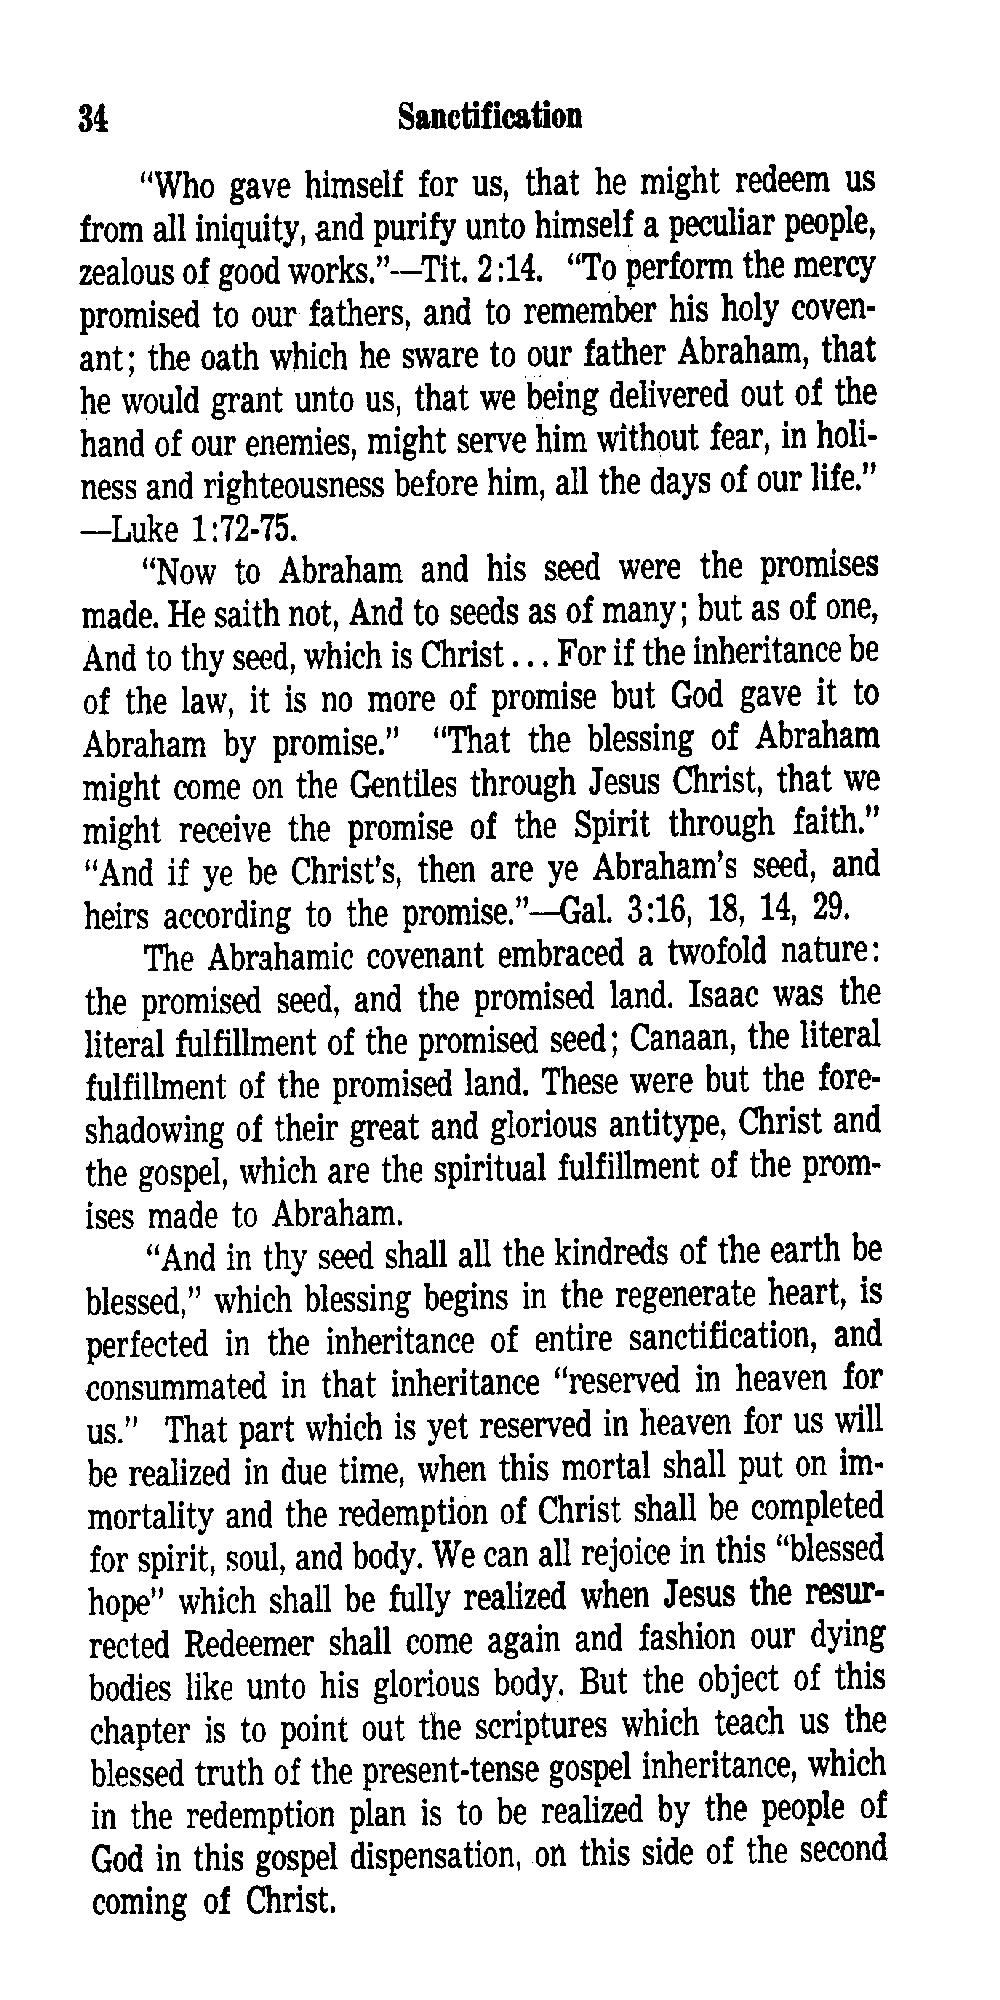 34 Sanctification
“Who gave himself for us, that he might redeem us
from all iniquity, and purify unto himself a peculiar people,
zealous of good works.”—Tit. 2:14. “To perform the mercy
promised to our fathers, and to remember his holy coven-
ant; the oath which he sware to our father Abraham, that
he would grant unto us, that we being delivered out of the
hand of our enemies, might serve him without fear, in holi-
ness and righteousness before him, all the days of our life.”
—Luke 1:72-75.
“Now to Abraham and his seed were the promises
made. He saith not, And to seeds as of many; but as of one,
And to thy seed, which is Christ... For if the inheritance be
of the law, it is no more of promise but God gave it to
Abraham by promise.” “That the blessing of Abraham
might come on the Gentiles through Jesus Christ, that we
might receive the promise of the Spirit through faith.”
“And if ye be Christ's, then are ye Abraham's seed, and
heirs according to the promise.”—Gal. 3:16, 18, 14, 29.
The Abrahamic covenant embraced a twofold nature:
the promised seed, and the promised land. Isaac was the
literal fulfillment of the promised seed; Canaan, the literal
fulfillment of the promised land. These were but the fore-
shadowing of their great and glorious antitype, Christ and
the gospel, which are the spiritual fulfillment of the prom-
ises made to Abraham.
“And in thy seed shall all the kindreds of the earth be
blessed,” which blessing begins in the regenerate heart, is
perfected in the inheritance of entire sanctification, and
consummated in that inheritance “reserved in heaven for
us.” That part which is yet reserved in heaven for us will
be realized in due time, when this mortal shall put on im-
mortality and the redemption of Christ shall be completed
for spirit, soul, and body. We can all rejoice in this “blessed
hope” which shall be fully realized when Jesus the resur-
rected Redeemer shall come again and fashion our dying
bodies like unto his glorious body. But the object of this
chapter is to point out the scriptures which teach us the
blessed truth of the present-tense gospel inheritance, which
in the redemption plan is to be realized by the people of
God in this gospel dispensation, on this side of the second
coming of Christ.